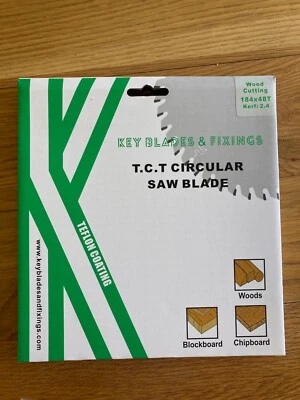 Wood
Cutting
184x48T
Kerf: 2.4
KEY BLADES & FIXINGS
T.C.T CIRCULAR
SAW BLADE
TEFLON COATING
www.keybladesandfixings.com
Woods
Blockboard
Chipboard